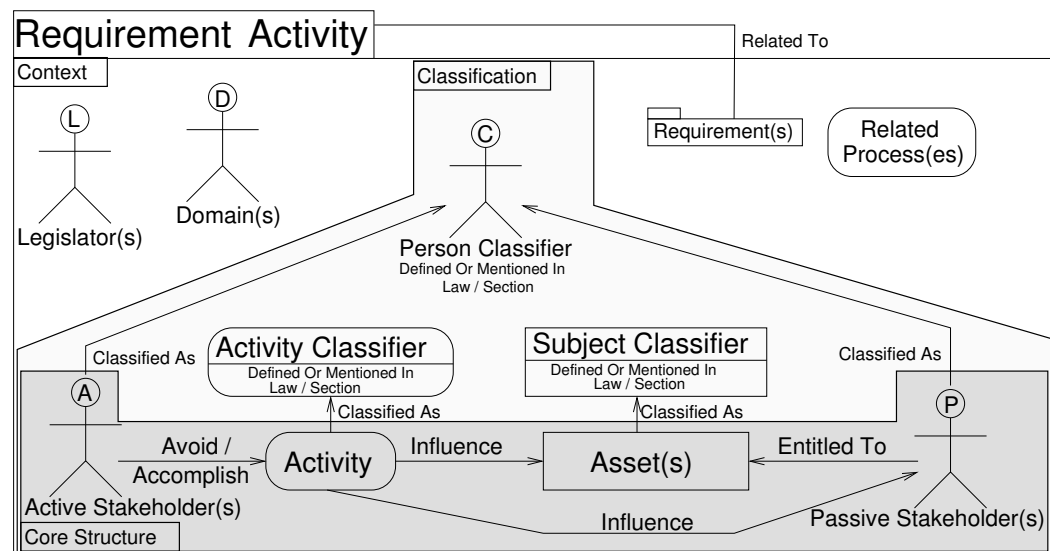 Requirement Activity
Related To
Context
Classification
L
D
C
Requirement(s)
Related
Process(es)
Legislator(s)
Domain(s)
Person Classifier
Defined Or Mentioned In
Law / Section
Classified As
Activity Classifier
Defined Or Mentioned In
Law / Section
Classified As
Subject Classifier
Defined Or Mentioned In
Law / Section
Classified As
Classified As
A
P
Avoid /
Accomplish
Activity
Influence
Asset(s)
Entitled To
Active Stakeholder(s)
Influence
Passive Stakeholder(s)
Core Structure